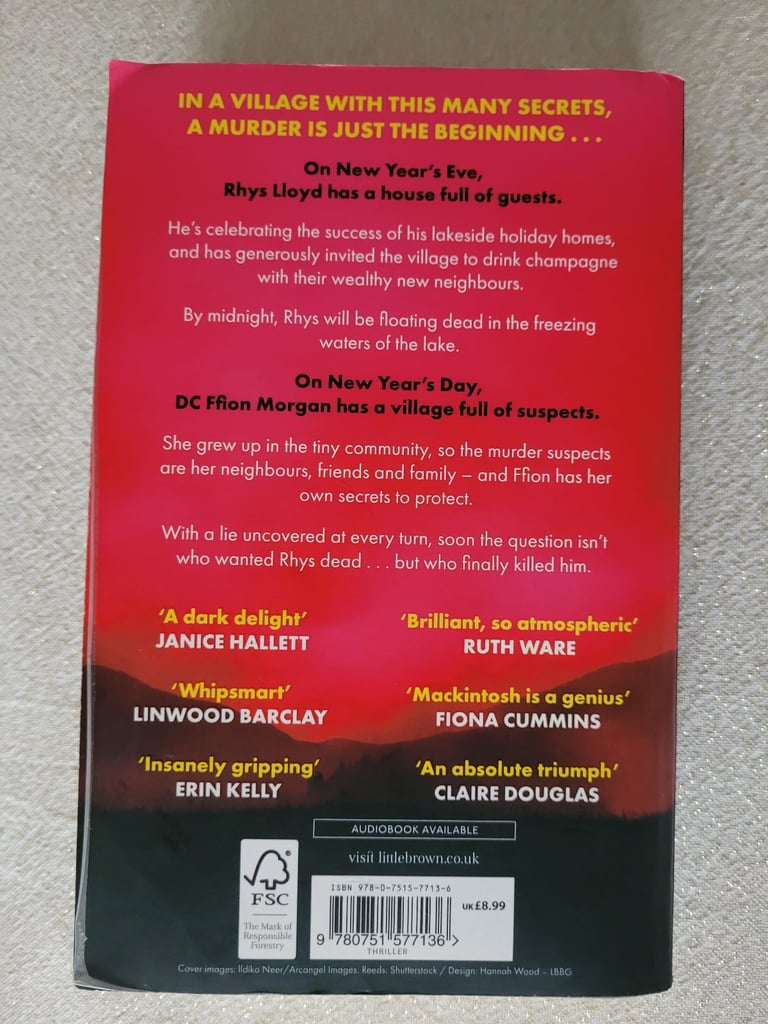 IN A VILLAGE WITH THIS MANY SECRETS,
A MURDER IS JUST THE BEGINNING . . .
On New Year's Eve,
Rhys Lloyd has a house full of guests.
He's celebrating the success of his lakeside holiday homes,
and has generously invited the village to drink champagne
with their wealthy new neighbours.
By midnight, Rhys will be floating dead in the freezing
waters of the lake.
On New Year's Day,
DC Ffion Morgan has a village full of suspects.
She grew up in the tiny community, so the murder suspects
are her neighbours, friends and family – and Ffion has her
own secrets to protect.
With a lie uncovered at every turn, soon the question isn't
who wanted Rhys dead . . . but who finally killed him.
'A dark delight'
JANICE HALLETT
'Brilliant, so atmospheric'
RUTH WARE
'Whipsmart'
LINWOOD BARCLAY
'Mackintosh is a genius'
FIONA CUMMINS
'Insanely gripping'
ERIN KELLY
'An absolute triumph'
CLAIRE DOUGLAS
AUDIOBOOK AVAILABLE
visit littlebrown.co.uk
®
FSC
The Mark of
Responsible
Forestry
ISBN 978-0-7515-7713-6
UK £8.99
9 780751 577136 >
THRILLER
Cover images: Ildiko Neer/Arcangel Images. Reeds: Shutterstock / Design: Hannah Wood – LBBG